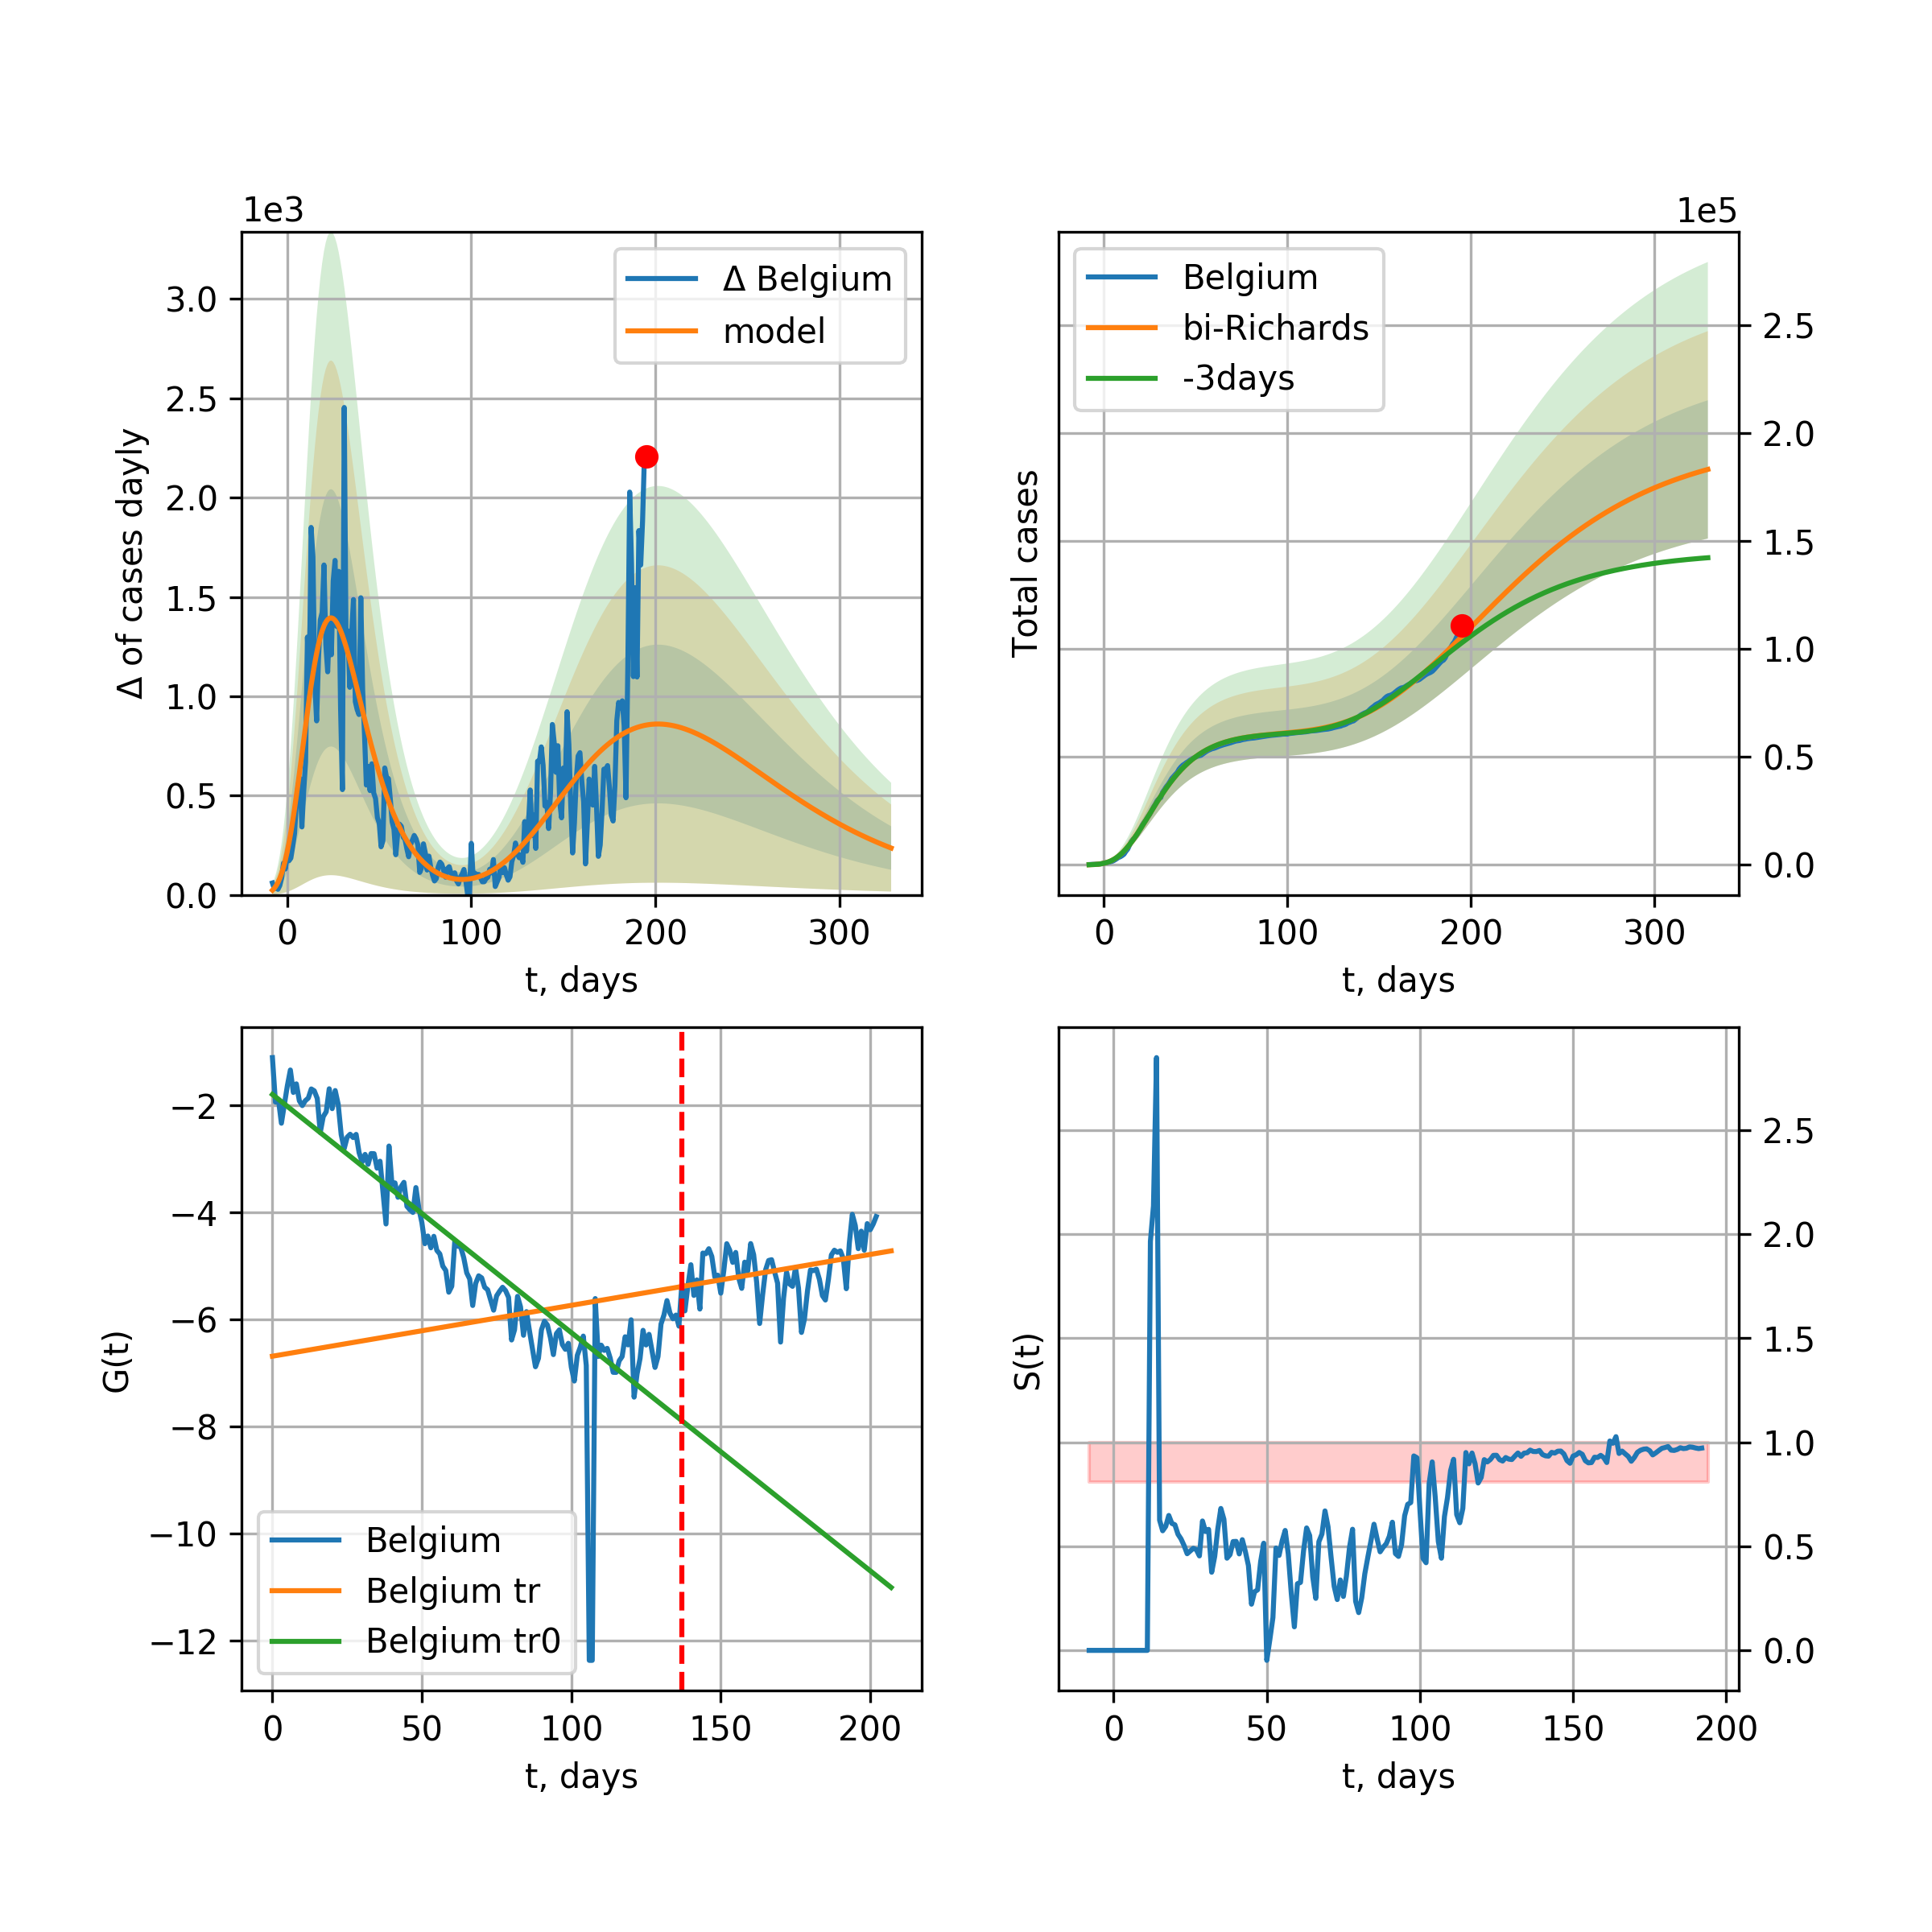 1e3
Δ Belgium
model
3.0
2.5
2.0
1.5
1.0
0.5
0.0
Δ of cases dayly
0
100
200
300
t, days
1e5
Belgium
bi-Richards
-3days
2.5
2.0
1.5
1.0
0.5
0.0
Total cases
0
100
200
300
t, days
−2
−4
−6
−8
−10
−12
G(t)
Belgium
Belgium tr
Belgium tr0
0
50
100
150
200
t, days
2.5
2.0
1.5
1.0
0.5
0.0
S(t)
0
50
100
150
200
t, days